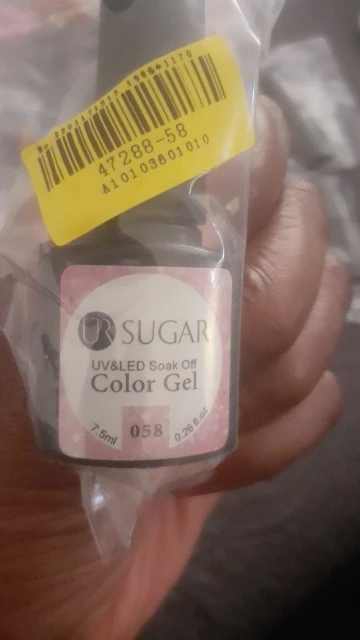 47288-58
A10103601010
UR SUGAR
UV&LED Soak Off
Color Gel
7.5ml 058 0.26 fl.oz